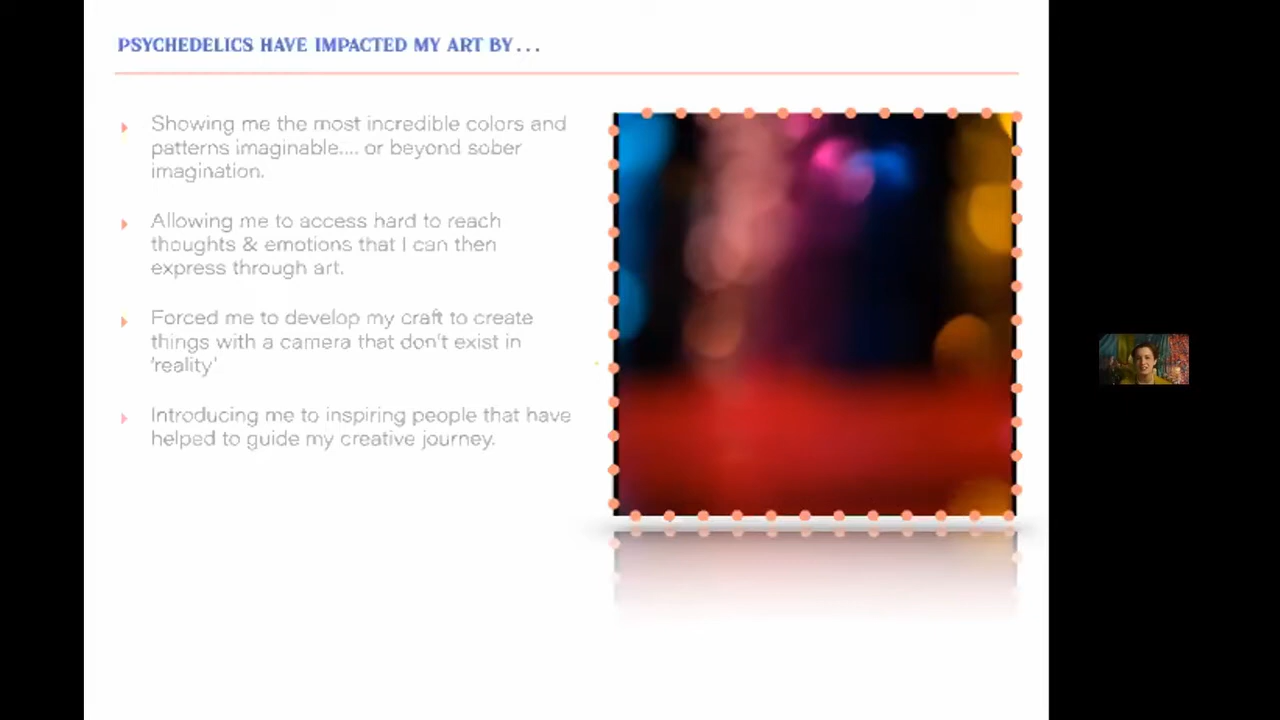 PSYCHEDELICS HAVE IMPACTED MY ART BY...
Showing me the most incredible colors and
patterns imaginable.... or beyond sober
imagination.
Allowing me to access hard to reach
thoughts & emotions that I can then
express through art.
Forced me to develop my craft to create
things with a camera that don't exist in
'reality'
Introducing me to inspiring people that have
helped to guide my creative journey.